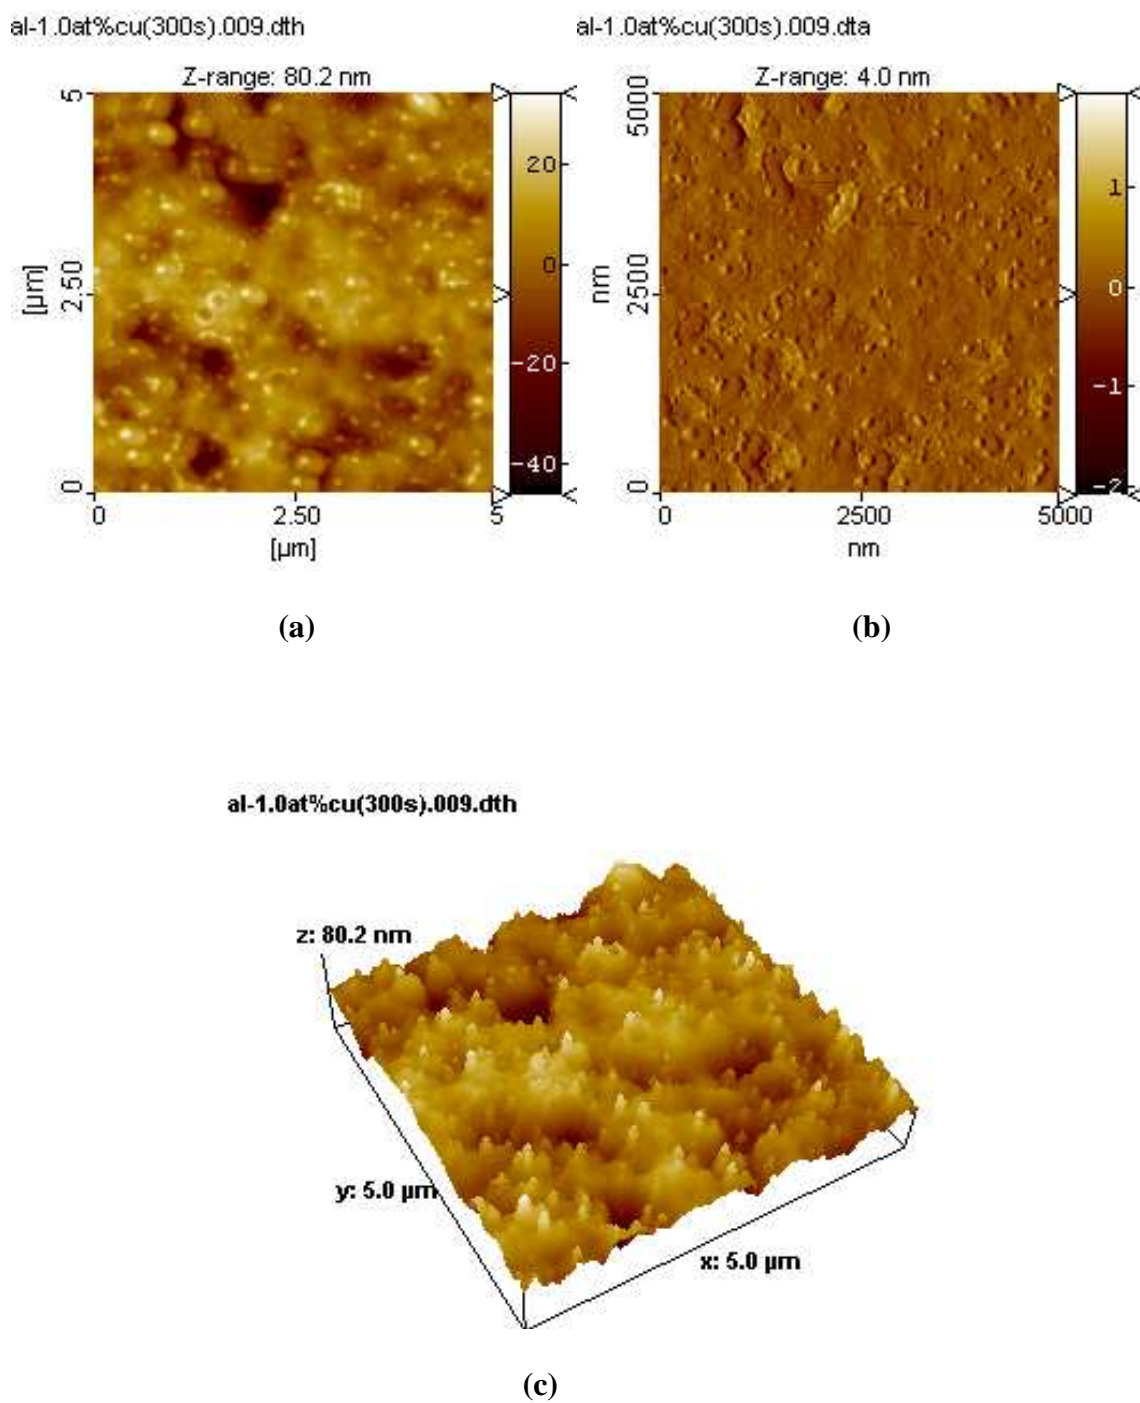 al-1.0at%cu(300s).009.dth
Z-range: 80.2 nm
5
2.50
0
[µm]
0 2.50 5
[µm]
20
0
-20
-40
(a)
al-1.0at%cu(300s).009.dta
Z-range: 4.0 nm
5000
2500
0
nm
0 2500 5000
nm
1
0
-1
-2
(b)
al-1.0at%cu(300s).009.dth
z: 80.2 nm
y: 5.0 µm
x: 5.0 µm
(c)